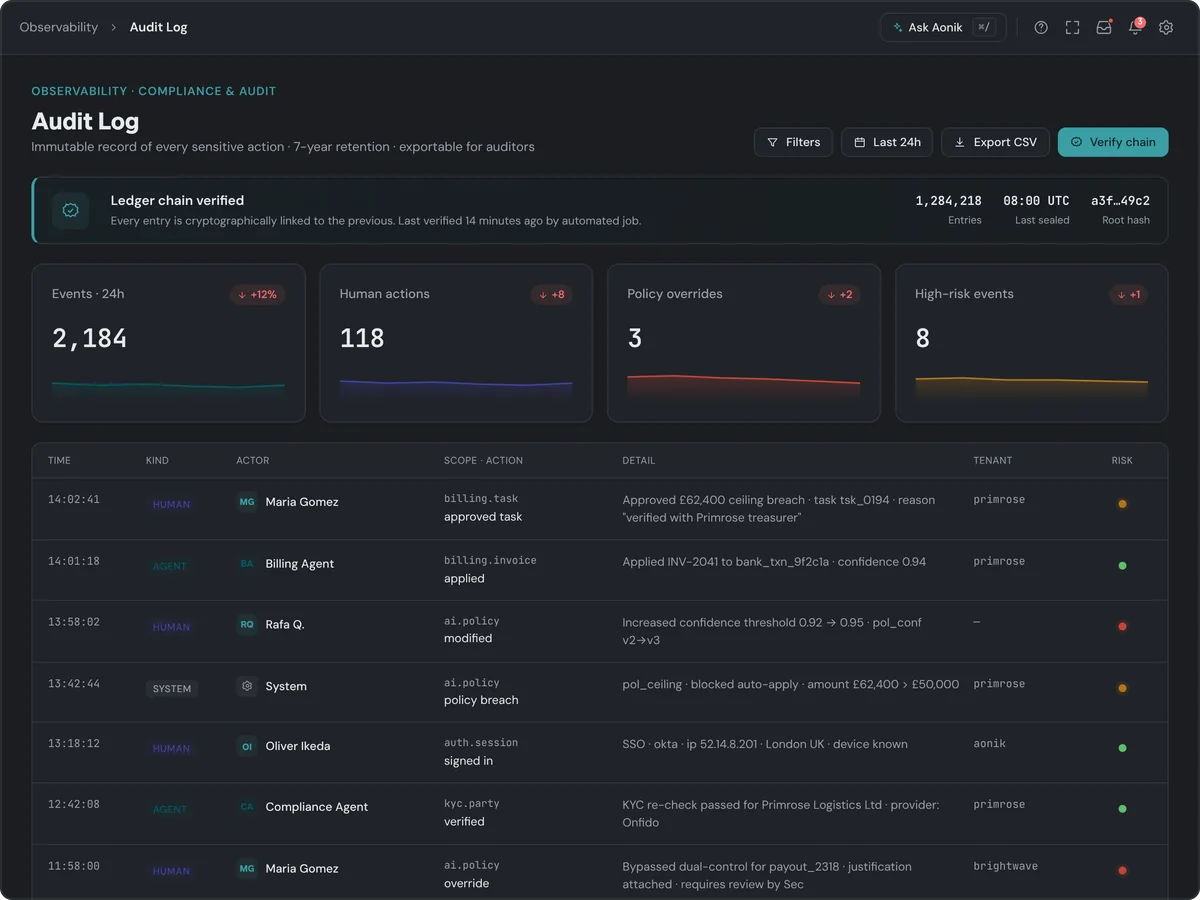 Observability > Audit Log
Ask Aonik ⌘/
3
OBSERVABILITY · COMPLIANCE & AUDIT
Audit Log
Immutable record of every sensitive action · 7-year retention · exportable for auditors
Filters
Last 24h
Export CSV
Verify chain
Ledger chain verified
Every entry is cryptographically linked to the previous. Last verified 14 minutes ago by automated job.
1,284,218
Entries
08:00 UTC
Last sealed
a3f…49c2
Root hash
Events · 24h
↓ +12%
2,184
Human actions
↓ +8
118
Policy overrides
↓ +2
3
High-risk events
↓ +1
8
TIME KIND ACTOR SCOPE · ACTION DETAIL TENANT RISK
14:02:41
HUMAN
MG Maria Gomez
billing.task
approved task
Approved £62,400 ceiling breach · task tsk_0194 · reason
"verified with Primrose treasurer"
primrose
14:01:18
AGENT
BA Billing Agent
billing.invoice
applied
Applied INV-2041 to bank_txn_9f2c1a · confidence 0.94
primrose
13:58:02
HUMAN
RQ Rafa Q.
ai.policy
modified
Increased confidence threshold 0.92 → 0.95 · pol_conf
v2→v3
—
13:42:44
SYSTEM
System
ai.policy
policy breach
pol_ceiling · blocked auto-apply · amount £62,400 > £50,000
primrose
13:18:12
HUMAN
OI Oliver Ikeda
auth.session
signed in
SSO · okta · ip 52.14.8.201 · London UK · device known
aonik
12:42:08
AGENT
CA Compliance Agent
kyc.party
verified
KYC re-check passed for Primrose Logistics Ltd · provider:
Onfido
primrose
11:58:00
HUMAN
MG Maria Gomez
ai.policy
override
Bypassed dual-control for payout_2318 · justification
attached · requires review by Sec
brightwave